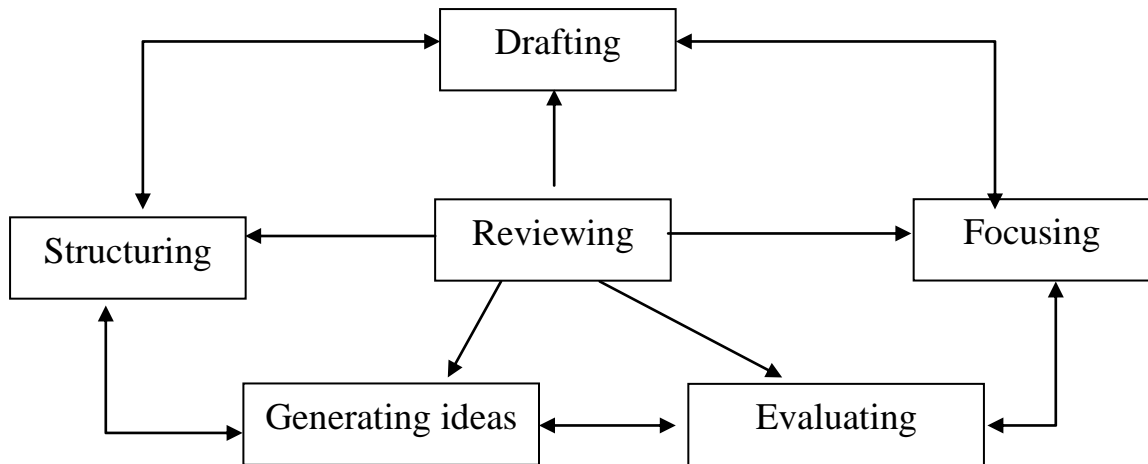 Drafting
Structuring
Reviewing
Focusing
Generating ideas
Evaluating